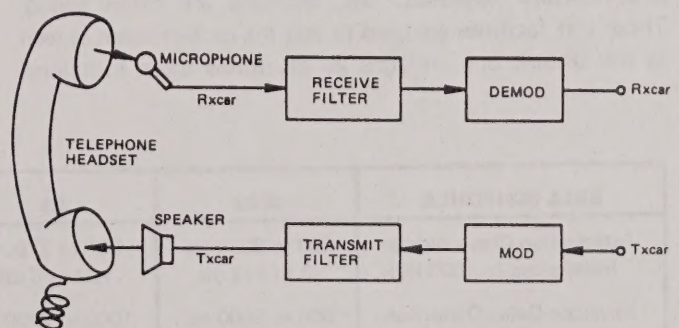 MICROPHONE
Rxcar
RECEIVE
FILTER
DEMOD
Rxcar
TELEPHONE
HEADSET
SPEAKER
Txcar
TRANSMIT
FILTER
MOD
Txcar